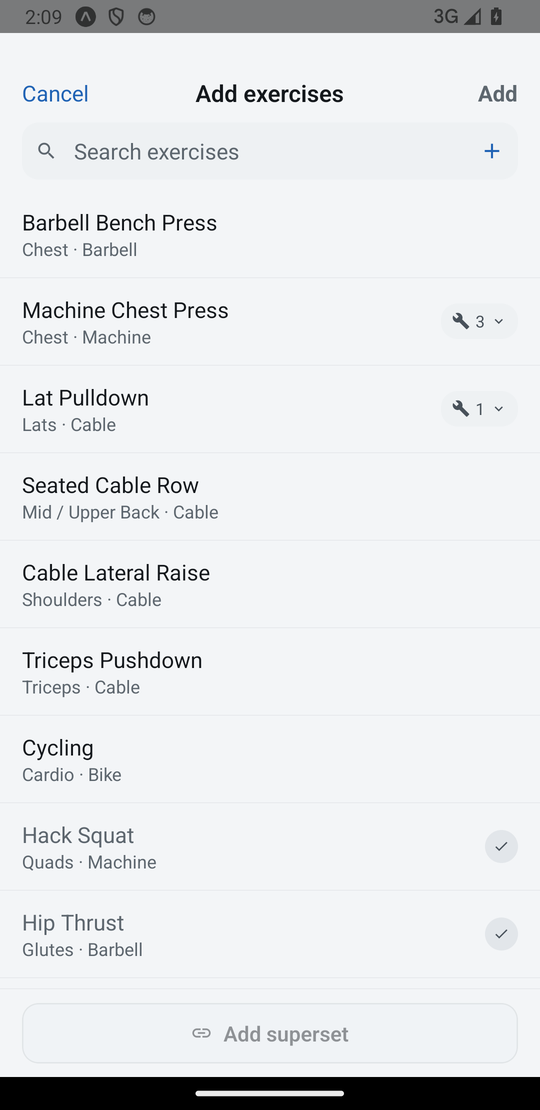 2:09
3G
Cancel
Add exercises
Add
Search exercises
Barbell Bench Press
Chest · Barbell
Machine Chest Press
Chest · Machine
3
Lat Pulldown
Lats · Cable
1
Seated Cable Row
Mid / Upper Back · Cable
Cable Lateral Raise
Shoulders · Cable
Triceps Pushdown
Triceps · Cable
Cycling
Cardio · Bike
Hack Squat
Quads · Machine
Hip Thrust
Glutes · Barbell
Add superset